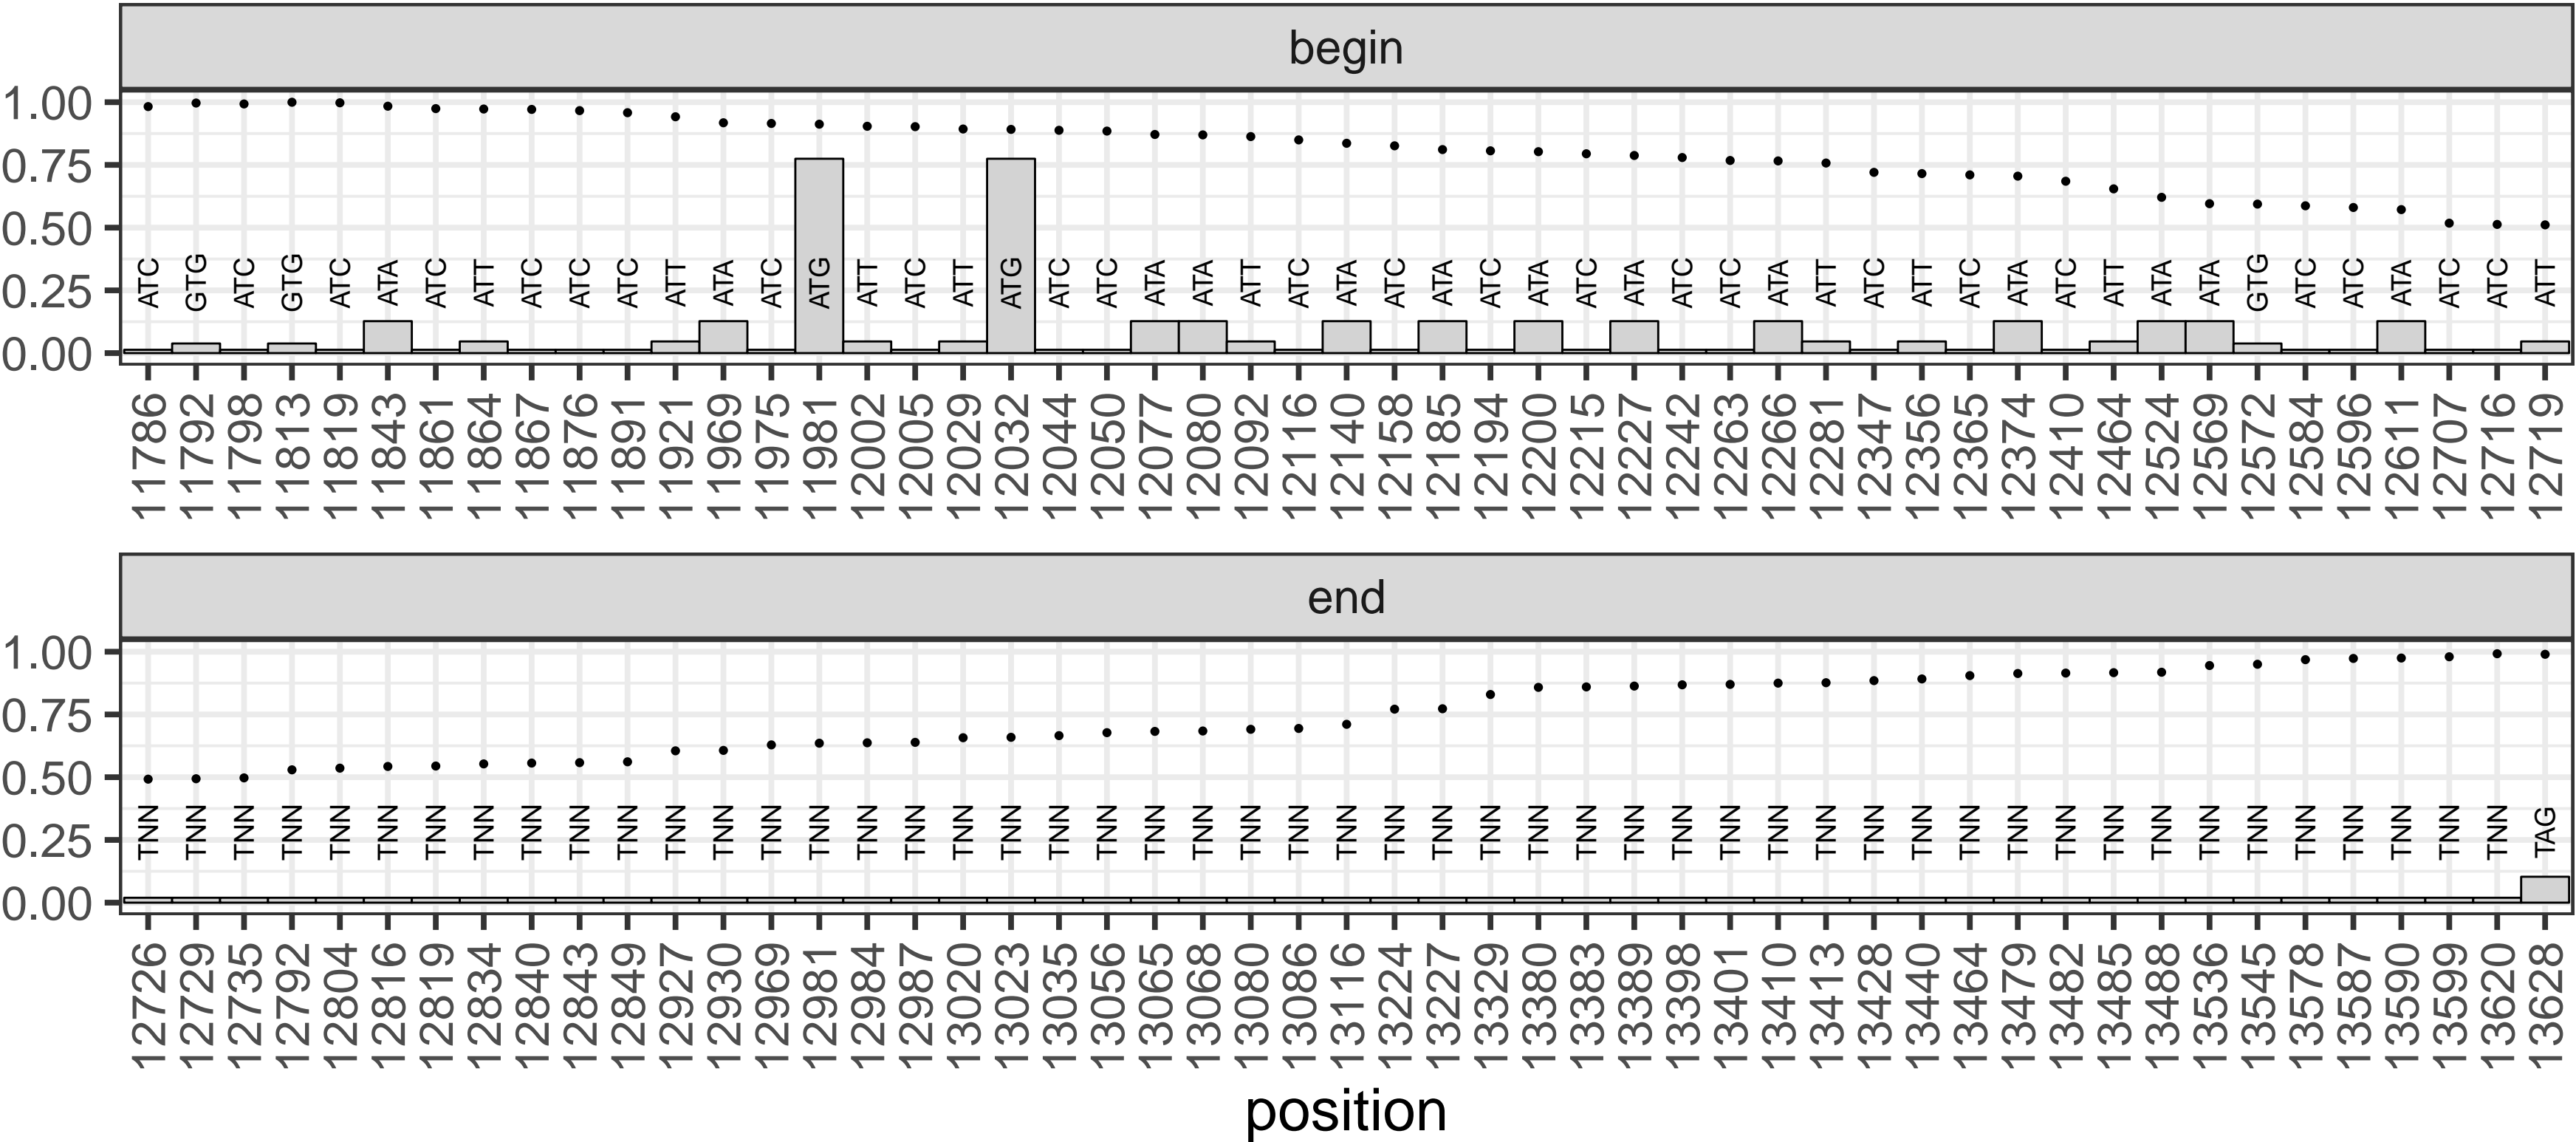 begin
1.00
0.75
0.50
0.25
0.00
ATC GTG ATC GTG ATC ATA ATC ATT ATC ATC ATC ATT ATA ATC ATG ATT ATC ATT ATG ATC ATC ATA ATA ATT ATC ATA ATC ATA ATC ATA ATC ATA ATC ATC ATA ATT ATC ATT ATC ATA ATC ATT ATA ATA GTG ATC ATC ATA ATC ATC ATT
11786 11792 11798 11813 11819 11843 11861 11864 11867 11876 11891 11921 11969 11975 11981 12002 12005 12029 12032 12044 12050 12077 12080 12092 12116 12140 12158 12185 12194 12200 12215 12227 12242 12263 12266 12281 12347 12356 12365 12374 12410 12464 12524 12569 12572 12584 12596 12611 12707 12716 12719
end
1.00
0.75
0.50
0.25
0.00
TNN TNN TNN TNN TNN TNN TNN TNN TNN TNN TNN TNN TNN TNN TNN TNN TNN TNN TNN TNN TNN TNN TNN TNN TNN TNN TNN TNN TNN TNN TNN TNN TNN TNN TNN TNN TNN TNN TNN TNN TNN TNN TNN TNN TNN TNN TNN TNN TNN TNN TAG
12726 12729 12735 12792 12804 12816 12819 12834 12840 12843 12849 12927 12930 12969 12981 12984 12987 13020 13023 13035 13056 13065 13068 13080 13086 13116 13224 13227 13329 13380 13383 13389 13398 13401 13410 13413 13428 13440 13464 13479 13482 13485 13488 13536 13545 13578 13587 13590 13599 13620 13628
position